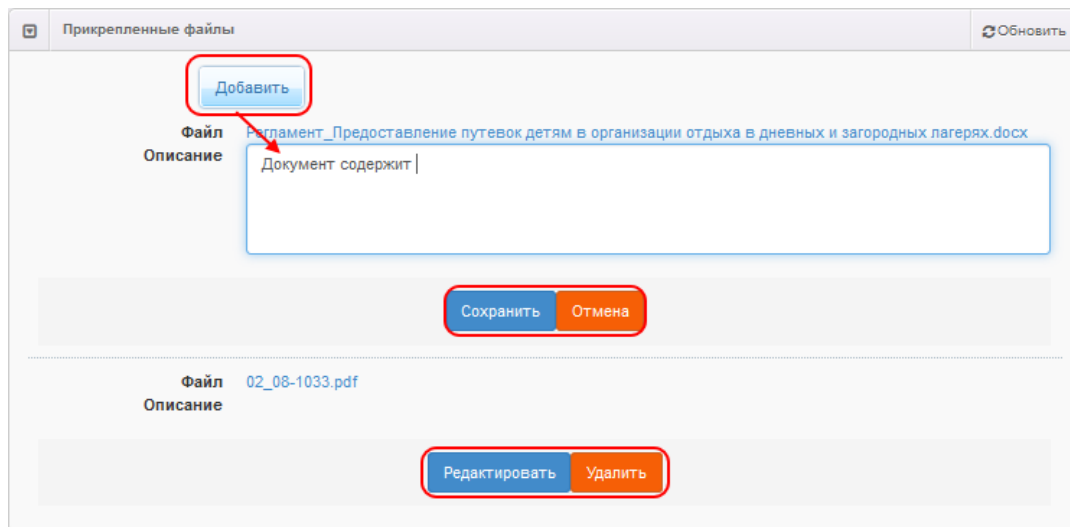 Прикрепленные файлы Обновить
Добавить
Файл Регламент_Предоставление путевок детям в организации отдыха в дневных и загородных лагерях.docx
Описание Документ содержит
Сохранить Отмена
Файл 02_08-1033.pdf
Описание
Редактировать Удалить